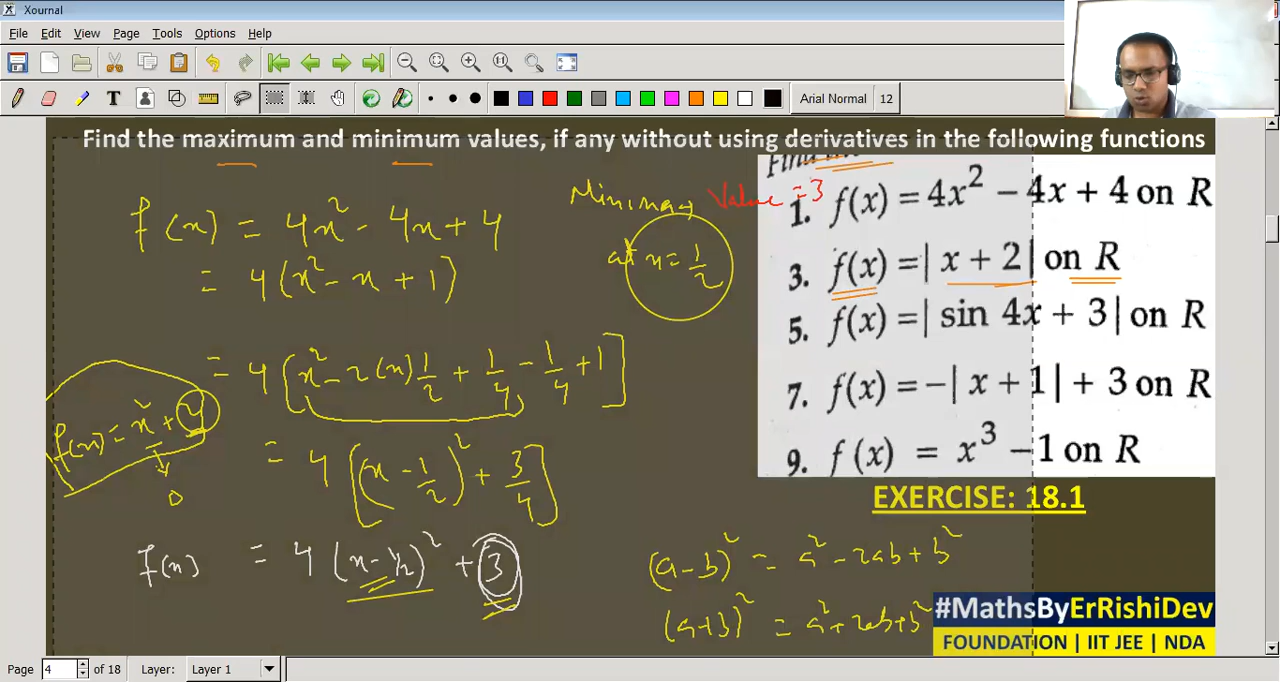 Xournal
File Edit View Page Tools Options Help
Arial Normal 12
Find the maximum and minimum values, if any without using derivatives in the following functions
f(x) = 4x² - 4x + 4
= 4(x² - x + 1)
= 4[x² - 2(x)1/2 + 1/4 - 1/4 + 1]
= 4[(x - 1/2)² + 3/4]
f(x) = 4(x - 1/2)² + 3
f(x) = x² + 4
0
Minimum Value = 3
at x = 1/2
1. f(x) = 4x² − 4x + 4 on R
3. f(x) = | x + 2 | on R
5. f(x) = | sin 4x + 3 | on R
7. f(x) = −| x + 1 | + 3 on R
9. f (x) = x³ − 1 on R
EXERCISE: 18.1
(a-b)² = a² - 2ab + b²
(a+b)² = a² + 2ab + b²
#MathsByErRishiDev
FOUNDATION | IIT JEE | NDA
Page 4 of 18 Layer: Layer 1